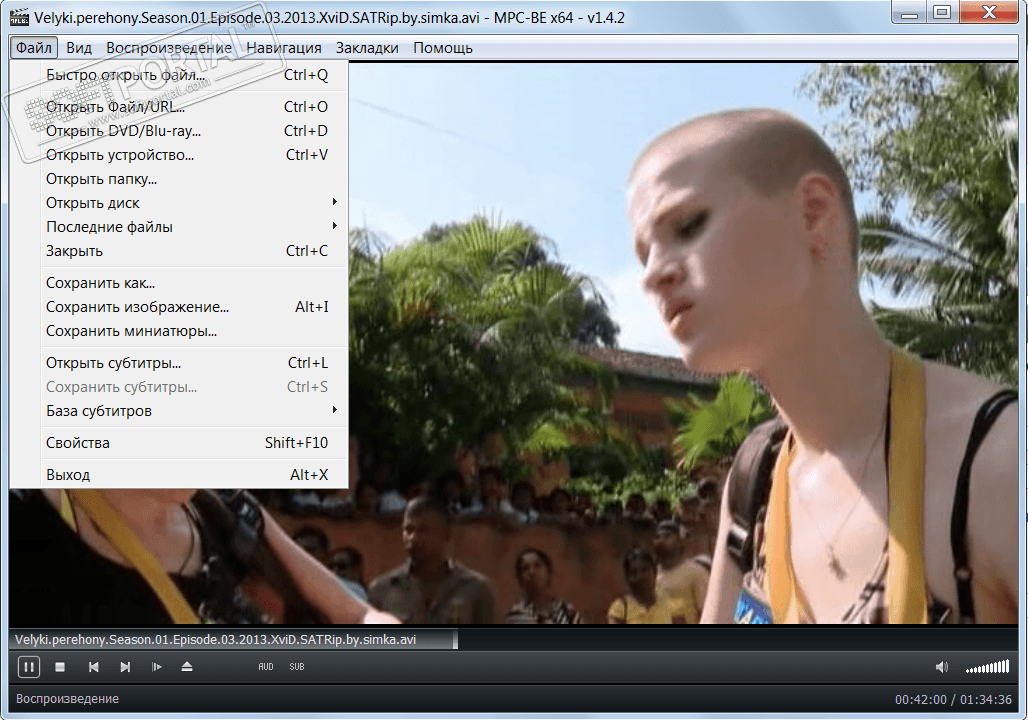 Velyki.perehony.Season.01.Episode.03.2013.XviD.SATRip.by.simka.avi - MPC-BE x64 - v1.4.2
Файл Вид Воспроизведение Навигация Закладки Помощь
Быстро открыть файл... Ctrl+Q
Открыть Файл/URL... Ctrl+O
Открыть DVD/Blu-ray... Ctrl+D
Открыть устройство... Ctrl+V
Открыть папку...
Открыть диск
Последние файлы
Закрыть Ctrl+C
Сохранить как...
Сохранить изображение... Alt+I
Сохранить миниатюры...
Открыть субтитры... Ctrl+L
Сохранить субтитры... Ctrl+S
База субтитров
Свойства Shift+F10
Выход Alt+X
PORTAL
Velyki.perehony.Season.01.Episode.03.2013.XviD.SATRip.by.simka.avi
AUD SUB
Воспроизведение 00:42:00 / 01:34:36